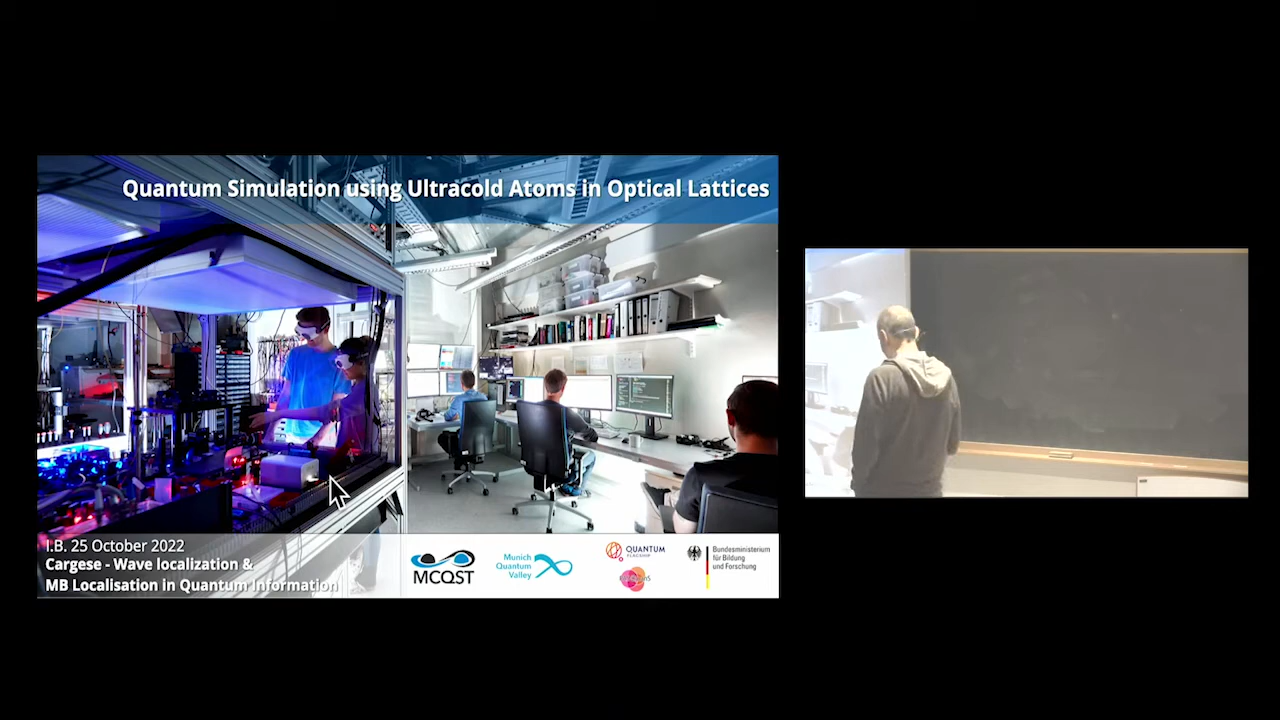 Quantum Simulation using Ultracold Atoms in Optical Lattices
I.B. 25 October 2022
Cargese - Wave localization &
MB Localisation in Quantum Information
MCQST
Munich
Quantum
Valley
QUANTUM
FLAGSHIP
Bundesministerium
für Bildung
und Forschung